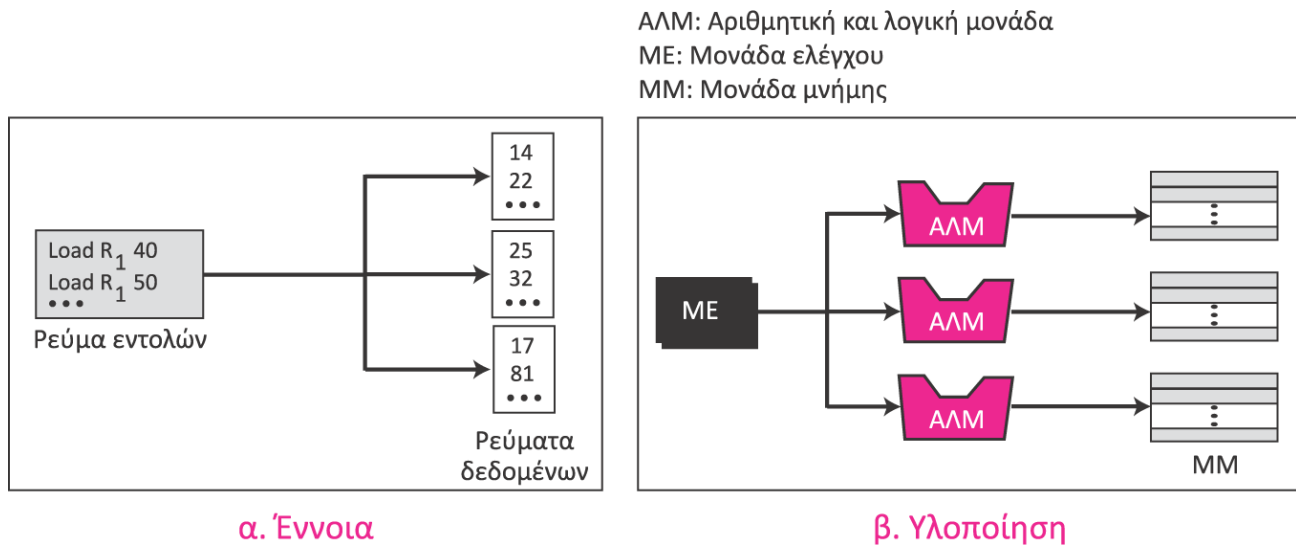 ΑΛΜ: Αριθμητική και λογική μονάδα
ΜΕ: Μονάδα ελέγχου
ΜΜ: Μονάδα μνήμης
14
22
•••
Load R1 40
Load R1 50
•••
Ρεύμα εντολών
25
32
•••
17
81
•••
Ρεύματα
δεδομένων
α. Έννοια
ΜΕ
ΑΛΜ
ΑΛΜ
ΑΛΜ
ΜΜ
β. Υλοποίηση